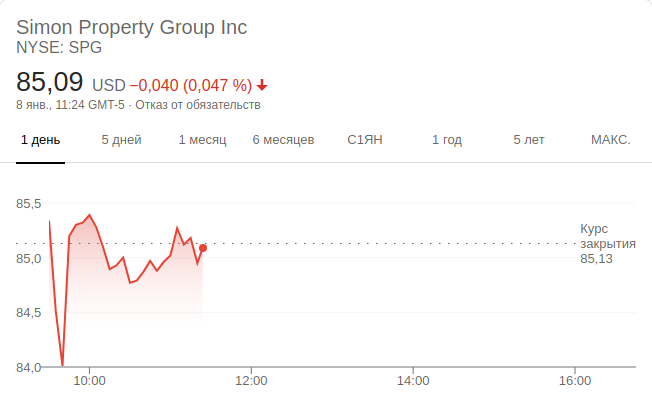 Simon Property Group Inc
NYSE: SPG
85,09 USD −0,040 (0,047 %)
8 янв., 11:24 GMT-5 · Отказ от обязательств
1 день 5 дней 1 месяц 6 месяцев С1ЯН 1 год 5 лет МАКС.
85,5
Курс
закрытия
85,0 85,13
84,5
84,0
10:00 12:00 14:00 16:00